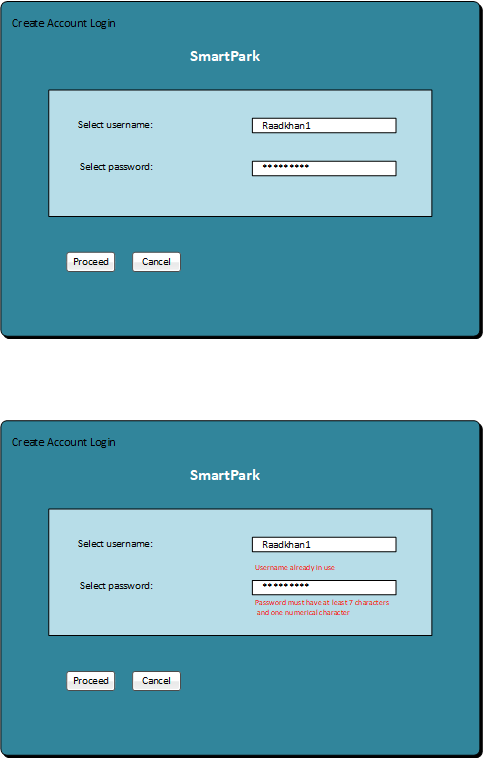 Create Account Login
SmartPark
Select username:
Raadkhan1
Select password:
*********
Proceed
Cancel
Create Account Login
SmartPark
Select username:
Raadkhan1
Username already in use
Select password:
*********
Password must have at least 7 characters
and one numerical character
Proceed
Cancel